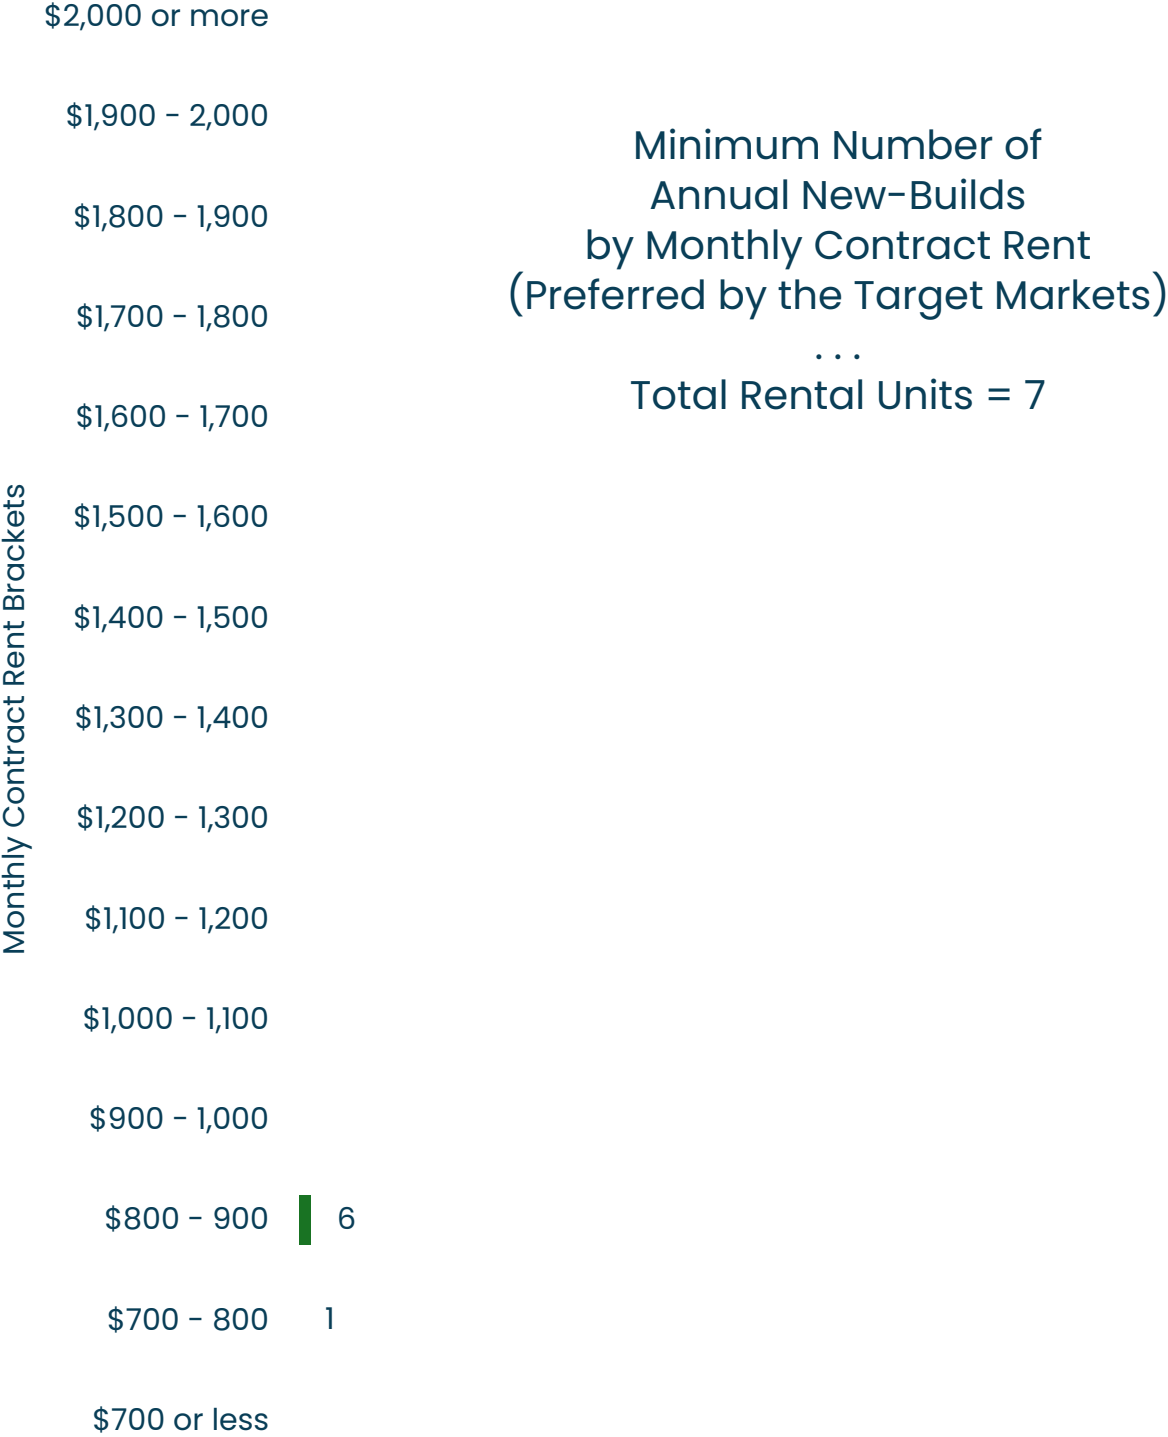 $2,000 or more
$1,900 - 2,000
$1,800 - 1,900
$1,700 - 1,800
$1,600 - 1,700
$1,500 - 1,600
$1,400 - 1,500
$1,300 - 1,400
$1,200 - 1,300
$1,100 - 1,200
$1,000 - 1,100
$900 - 1,000
$800 - 900 6
$700 - 800 1
$700 or less
Monthly Contract Rent Brackets
Minimum Number of
Annual New-Builds
by Monthly Contract Rent
(Preferred by the Target Markets)
. . .
Total Rental Units = 7